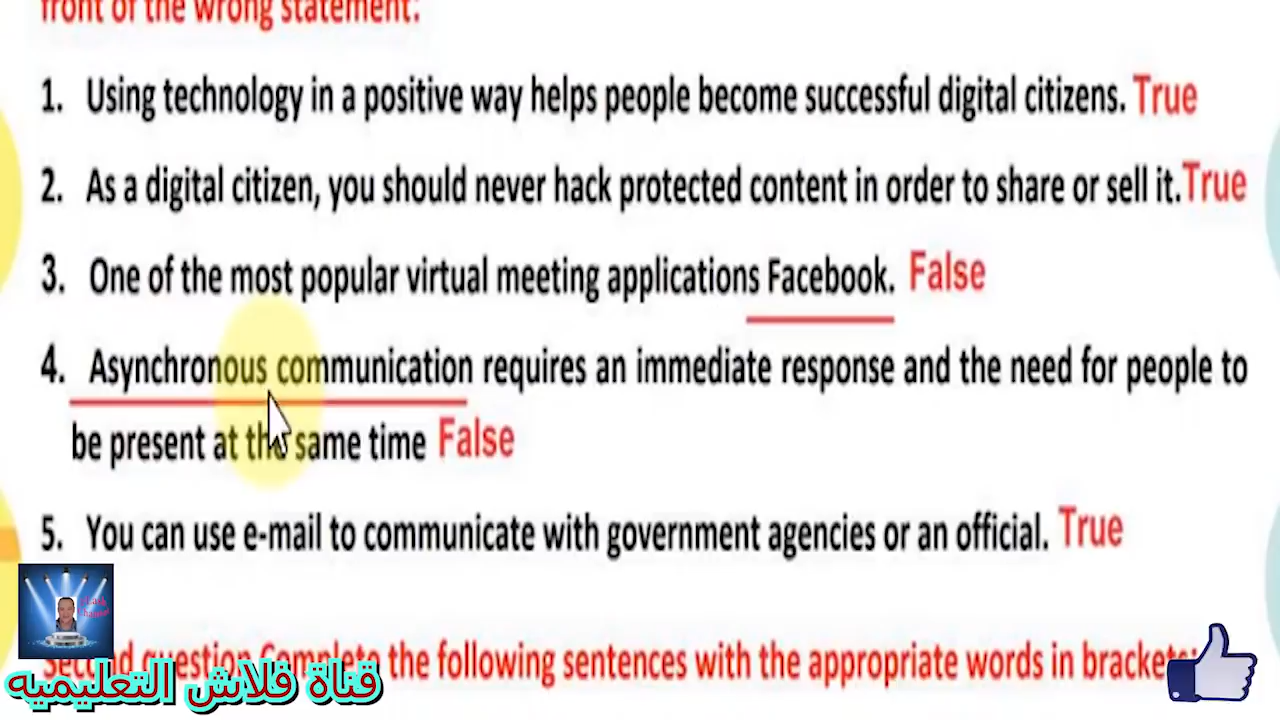 front of the wrong statement:
1. Using technology in a positive way helps people become successful digital citizens. True
2. As a digital citizen, you should never hack protected content in order to share or sell it.True
3. One of the most popular virtual meeting applications Facebook. False
4. Asynchronous communication requires an immediate response and the need for people to
be present at the same time False
5. You can use e-mail to communicate with government agencies or an official. True
Second question Complete the following sentences with the appropriate words in brackets:
قناة فلاش التعليميه